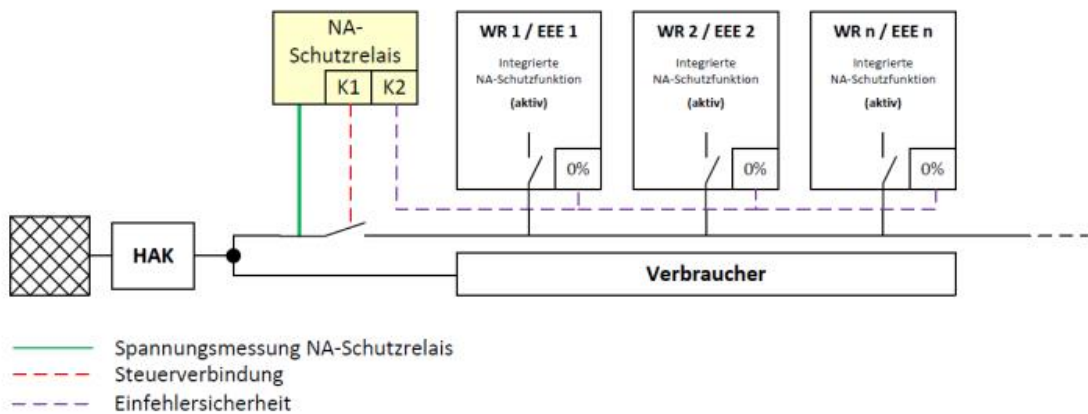 NA-
Schutzrelais
K1 K2
WR 1 / EEE 1
Integrierte
NA-Schutzfunktion
(aktiv)
0%
WR 2 / EEE 2
Integrierte
NA-Schutzfunktion
(aktiv)
0%
WR n / EEE n
Integrierte
NA-Schutzfunktion
(aktiv)
0%
HAK
Verbraucher
Spannungsmessung NA-Schutzrelais
Steuerverbindung
Einfehlersicherheit